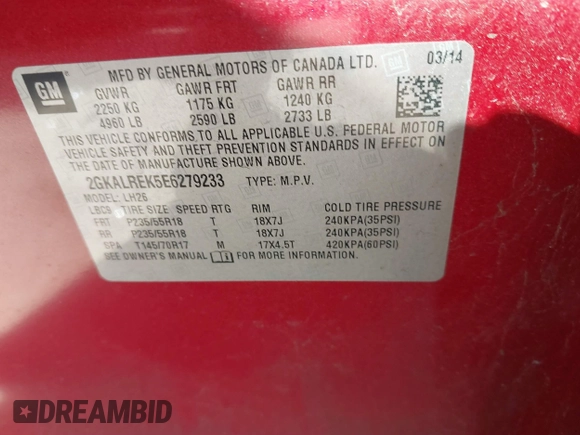 GM
MFD BY GENERAL MOTORS OF CANADA LTD. 03/14
GVWR GAWR FRT GAWR RR
2250 KG 1175 KG 1240 KG
4960 LB 2590 LB 2733 LB
THIS VEHICLE CONFORMS TO ALL APPLICABLE U.S. FEDERAL MOTOR
VEHICLE SAFETY AND THEFT PREVENTION STANDARDS IN EFFECT ON
THE DATE OF MANUFACTURE SHOWN ABOVE.
2GKALREK5E6279233 TYPE: M.P.V.
MODEL: LH26
LBC9 TIRE SIZE SPEED RTG RIM COLD TIRE PRESSURE
FRT P235/55R18 T 18X7J 240KPA(35PSI)
RR P235/55R18 T 18X7J 240KPA(35PSI)
SPA T145/70R17 M 17X4.5T 420KPA(60PSI)
SEE OWNER'S MANUAL FOR MORE INFORMATION.
DREAMBID